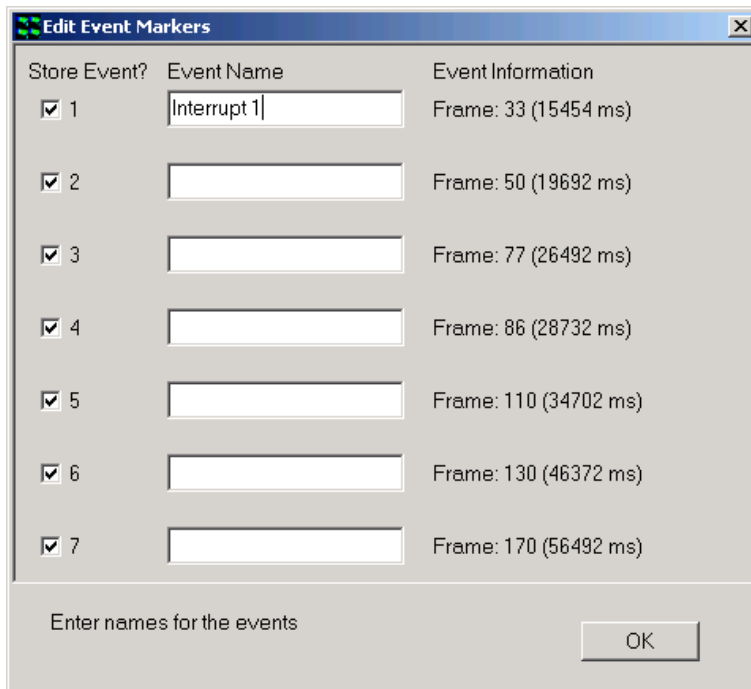 Edit Event Markers
Store Event? Event Name Event Information
1 Interrupt 1 Frame: 33 (15454 ms)
2 Frame: 50 (19692 ms)
3 Frame: 77 (26492 ms)
4 Frame: 86 (28732 ms)
5 Frame: 110 (34702 ms)
6 Frame: 130 (46372 ms)
7 Frame: 170 (56492 ms)
Enter names for the events
OK